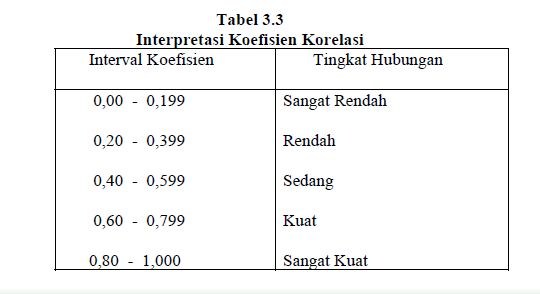 Tabel 3.3
Interpretasi Koefisien Korelasi
Interval Koefisien Tingkat Hubungan
0,00 - 0,199 Sangat Rendah
0,20 - 0,399 Rendah
0,40 - 0,599 Sedang
0,60 - 0,799 Kuat
0,80 - 1,000 Sangat Kuat